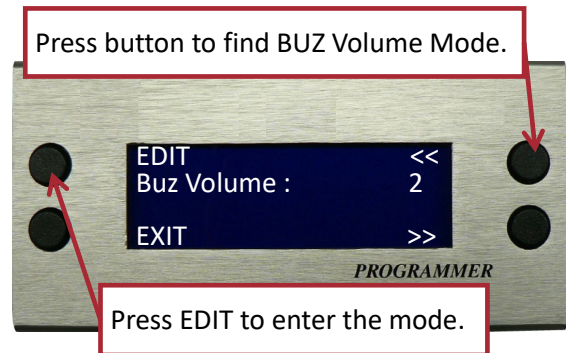 Press button to find BUZ Volume Mode.
EDIT <<
Buz Volume : 2
EXIT >>
PROGRAMMER
Press EDIT to enter the mode.